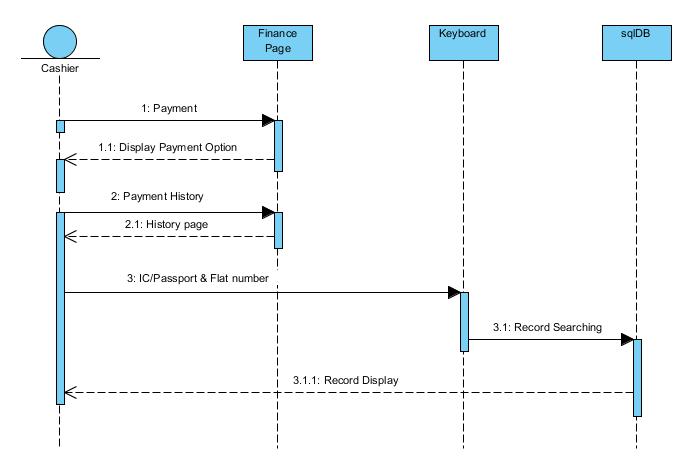 Finance
Page
Keyboard
sqlDB
Cashier
1: Payment
1.1: Display Payment Option
2: Payment History
2.1: History page
3: IC/Passport & Flat number
3.1: Record Searching
3.1.1: Record Display